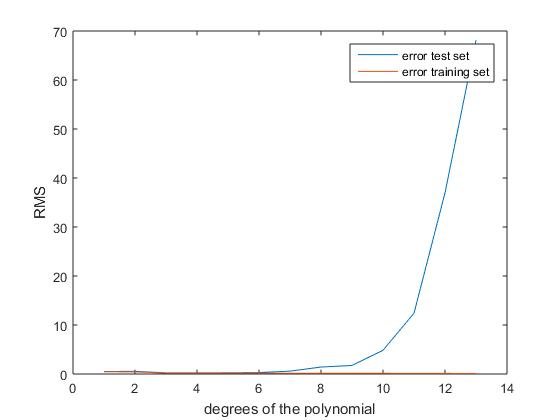 70
60
50
40
30
20
10
0
error test set
error training set
RMS
0 2 4 6 8 10 12 14
degrees of the polynomial